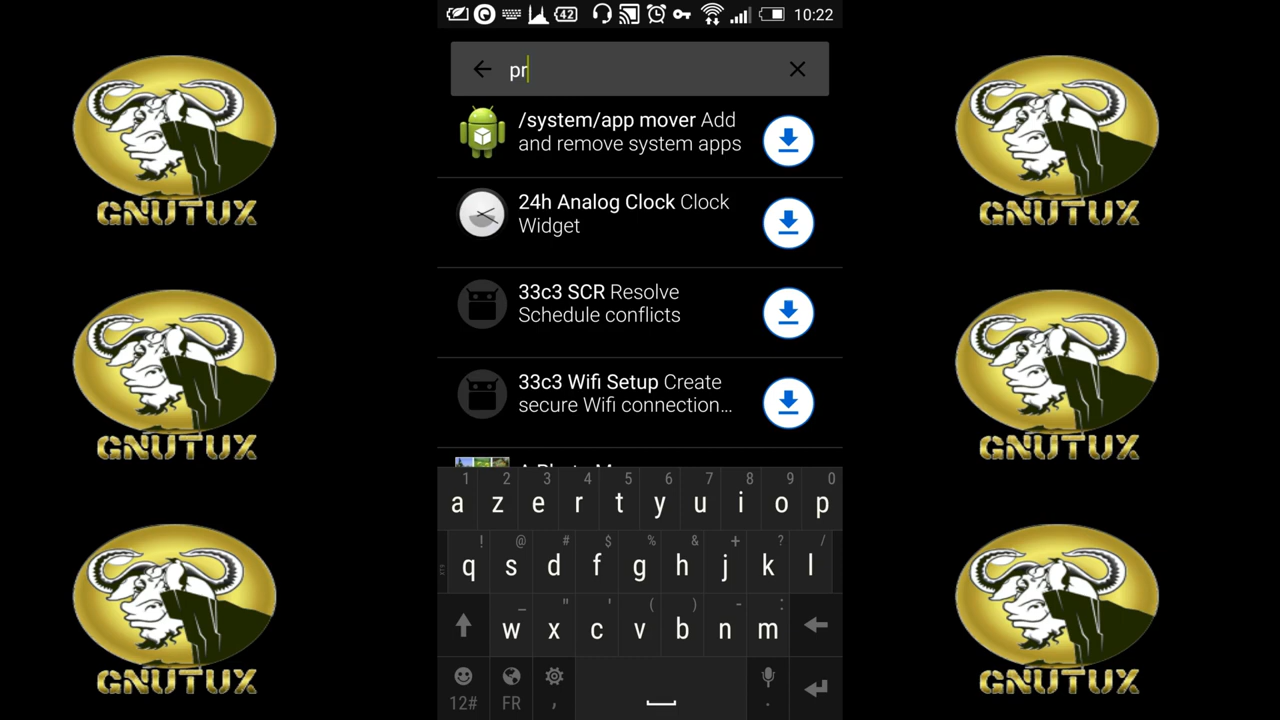 42 10:22
pr
/system/app mover Add
and remove system apps
24h Analog Clock Clock
Widget
33c3 SCR Resolve
Schedule conflicts
33c3 Wifi Setup Create
secure Wifi connection...
1 2 3 4 5 6 7 8 9 0
a z e r t y u i o p
! @ # $ % & + ? /
q s d f g h j k l
_ " ' ( ) - :
w x c v b n m
12# FR , .
GNUTUX
GNUTUX
GNUTUX
GNUTUX
GNUTUX
GNUTUX